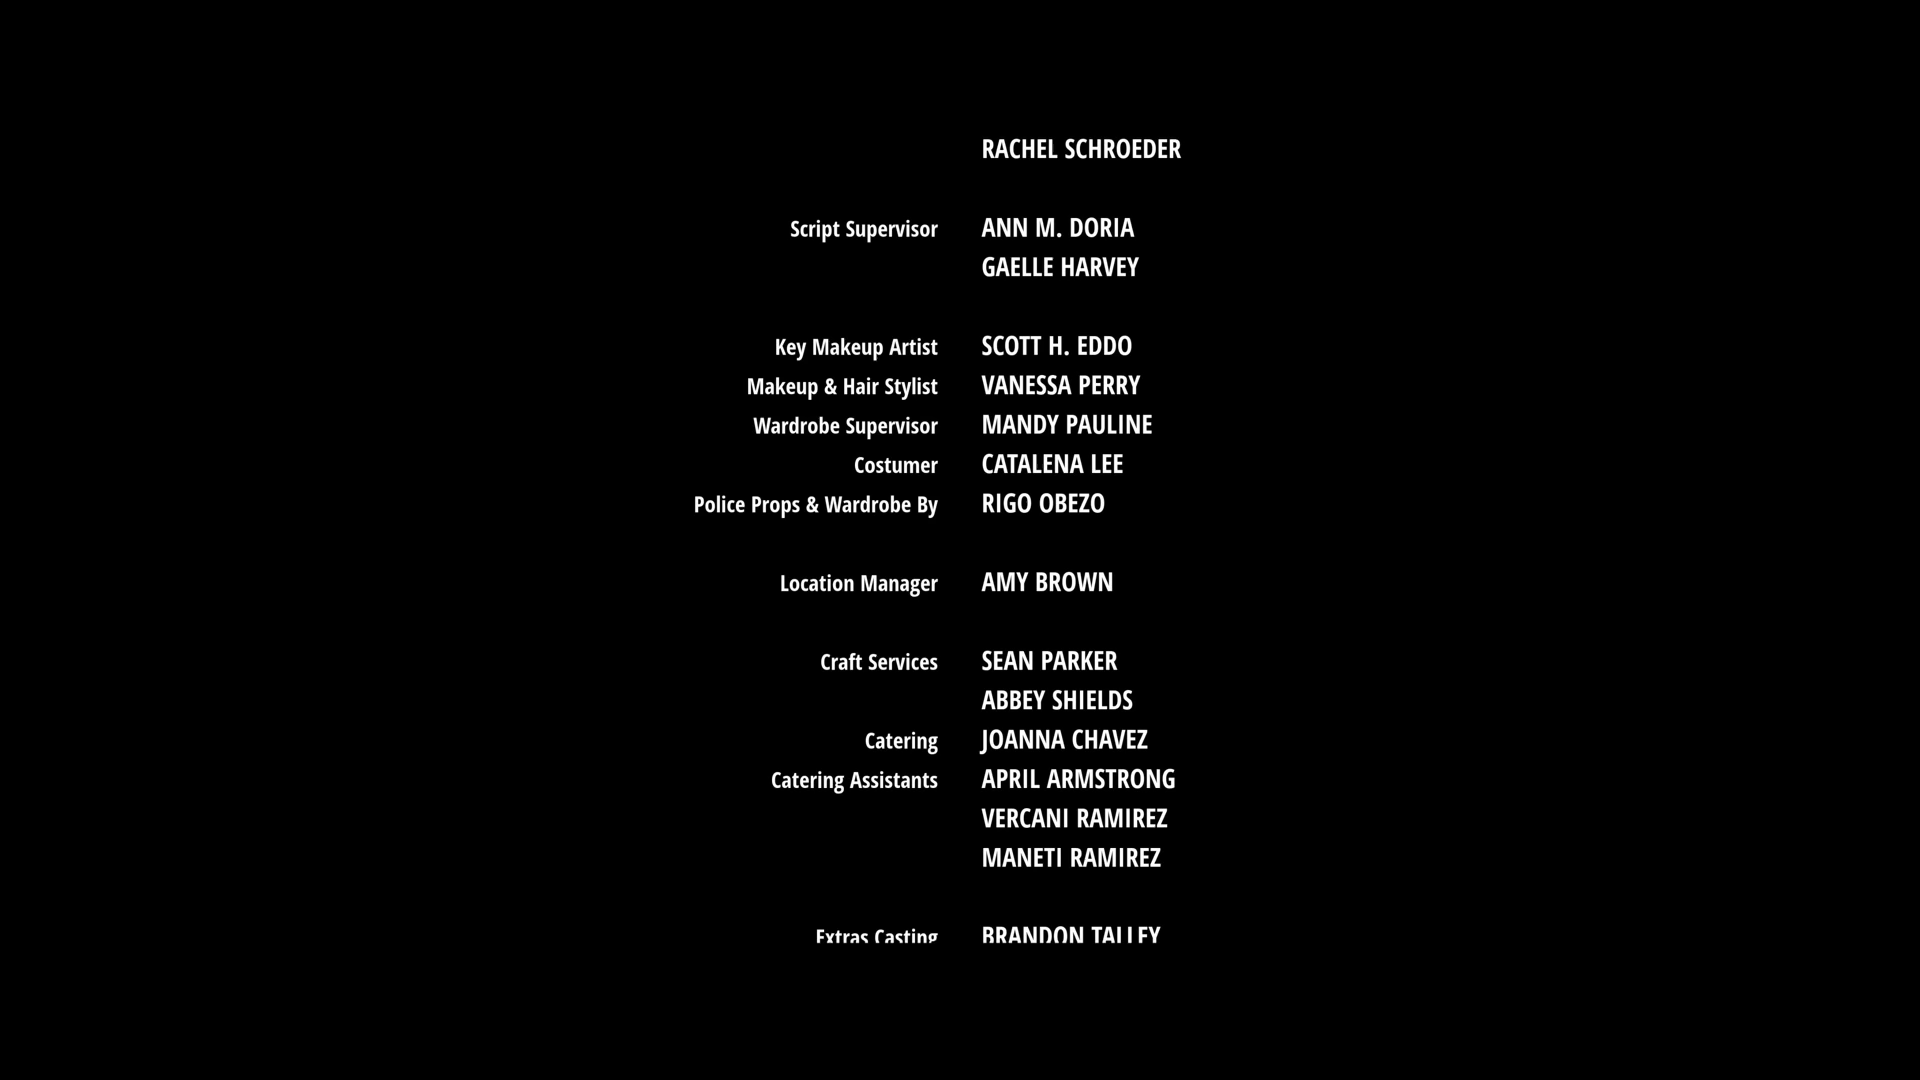 RACHEL SCHROEDER
Script Supervisor ANN M. DORIA
GAELLE HARVEY
Key Makeup Artist SCOTT H. EDDO
Makeup & Hair Stylist VANESSA PERRY
Wardrobe Supervisor MANDY PAULINE
Costumer CATALENA LEE
Police Props & Wardrobe By RIGO OBEZO
Location Manager AMY BROWN
Craft Services SEAN PARKER
ABBEY SHIELDS
Catering JOANNA CHAVEZ
Catering Assistants APRIL ARMSTRONG
VERCANI RAMIREZ
MANETI RAMIREZ
Extras Casting BRANDON TALLEY